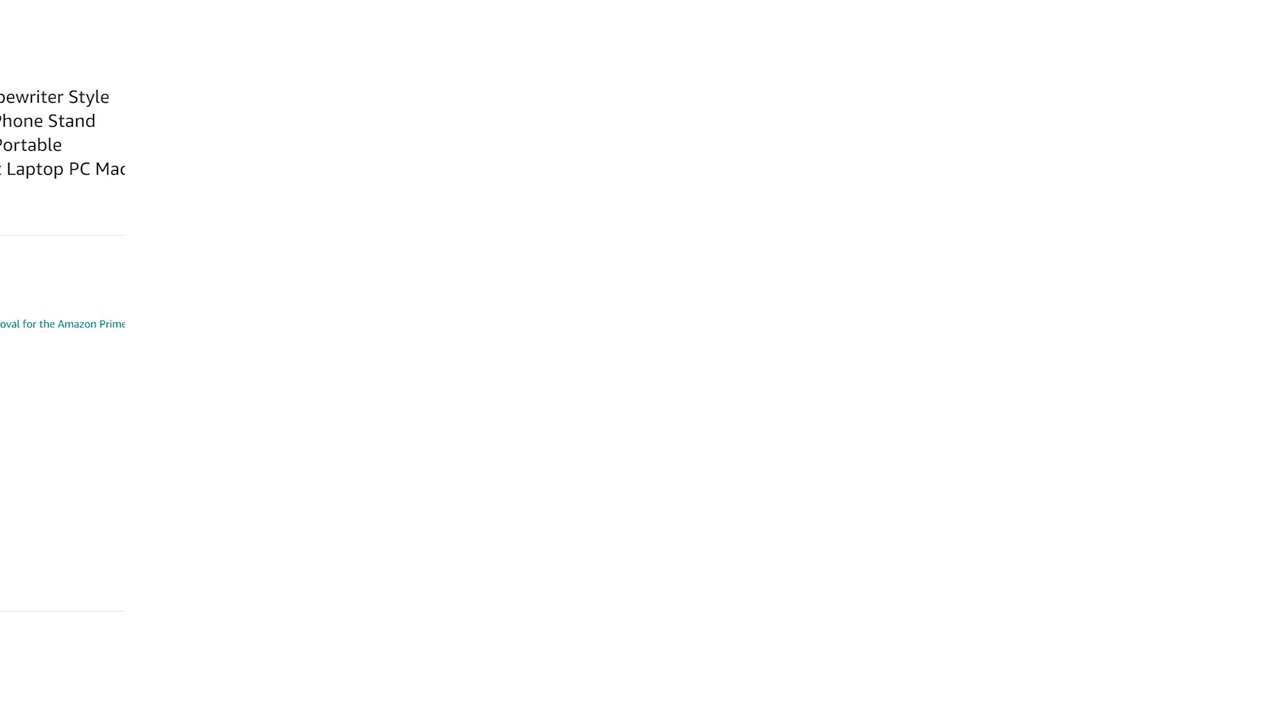 pewriter Style
Phone Stand
Portable
Laptop PC Mac
oval for the Amazon Prime